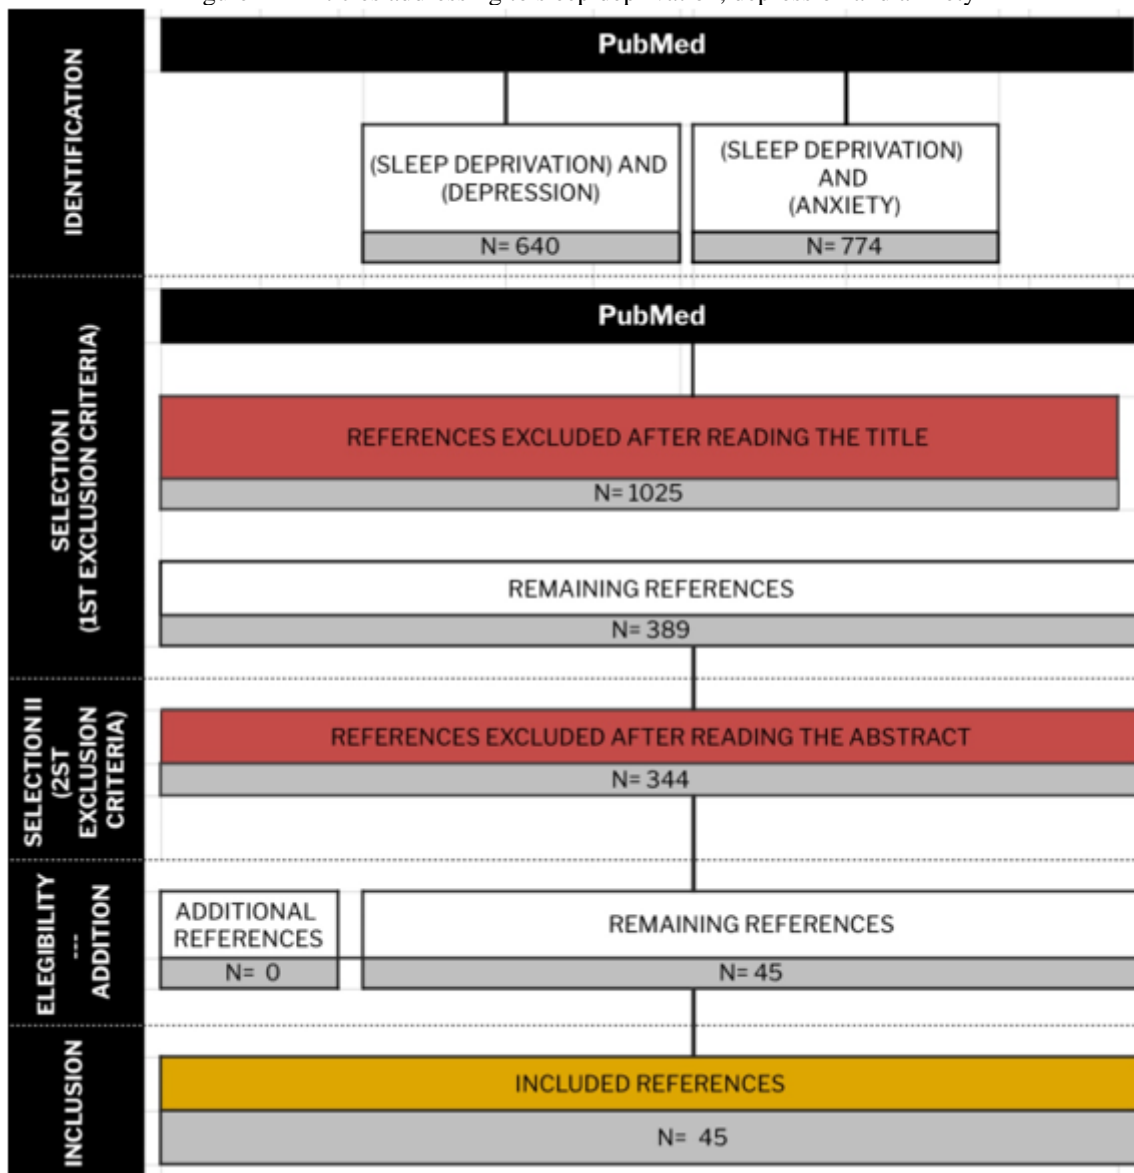 PubMed
IDENTIFICATION
(SLEEP DEPRIVATION) AND
(DEPRESSION)
N= 640
(SLEEP DEPRIVATION)
AND
(ANXIETY)
N= 774
SELECTION I
(1ST EXCLUSION CRITERIA)
PubMed
REFERENCES EXCLUDED AFTER READING THE TITLE
N= 1025
REMAINING REFERENCES
N= 389
SELECTION II
(2ST
EXCLUSION
CRITERIA)
REFERENCES EXCLUDED AFTER READING THE ABSTRACT
N= 344
ELEGIBILITY
---
ADDITION
ADDITIONAL
REFERENCES
N= 0
REMAINING REFERENCES
N= 45
INCLUSION
INCLUDED REFERENCES
N= 45